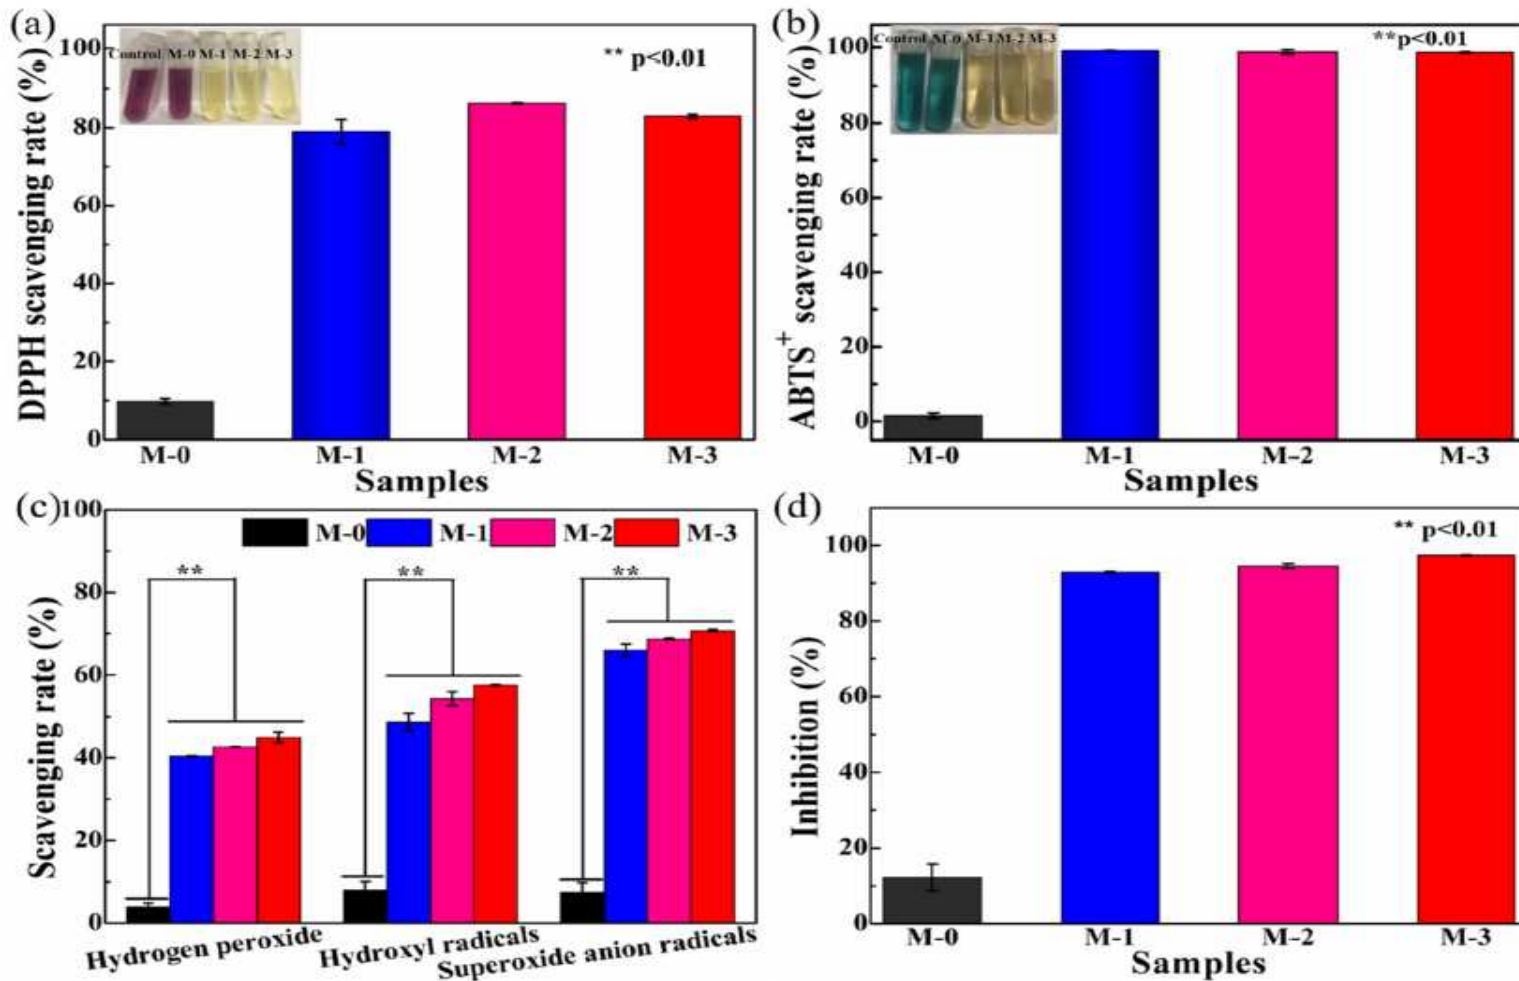 (a)
Control M-0 M-1 M-2 M-3
** p<0.01
100
80
60
40
20
0
DPPH scavenging rate (%)
M-0 M-1 M-2 M-3
Samples
(b)
Control M-0 M-1 M-2 M-3
**p<0.01
100
80
60
40
20
0
ABTS⁺ scavenging rate (%)
M-0 M-1 M-2 M-3
Samples
(c)
M-0 M-1 M-2 M-3
** ** **
100
80
60
40
20
0
Scavenging rate (%)
Hydrogen peroxide Hydroxyl radicals Superoxide anion radicals
(d)
** p<0.01
100
80
60
40
20
0
Inhibition (%)
M-0 M-1 M-2 M-3
Samples